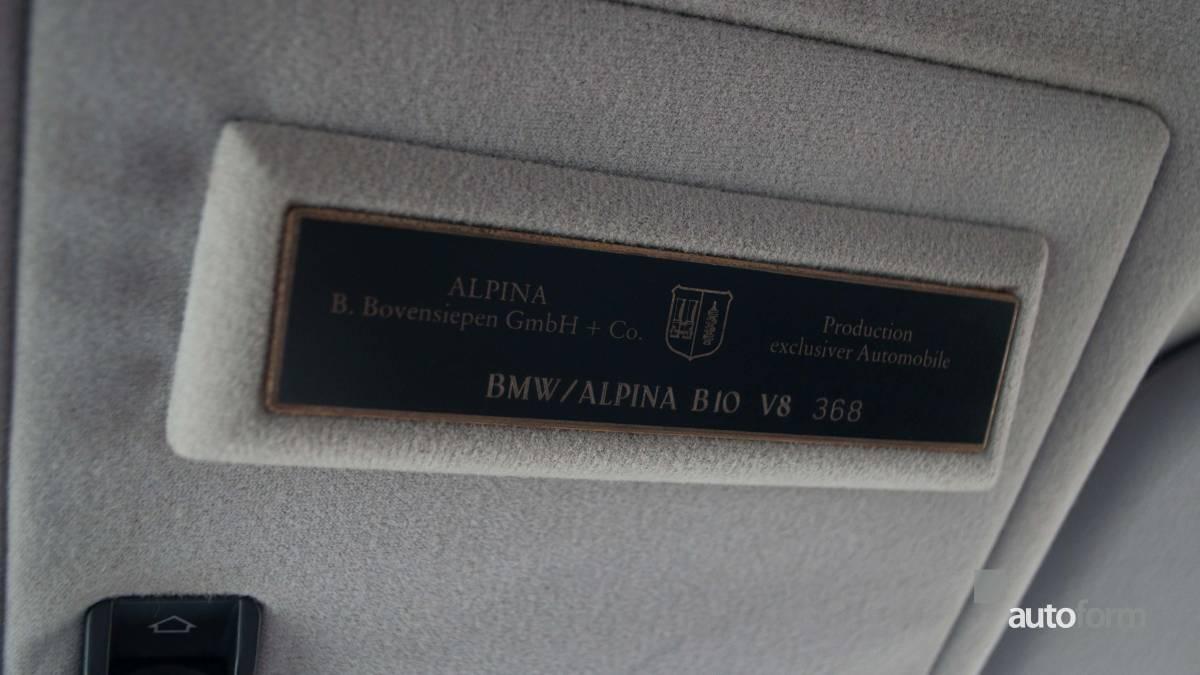 ALPINA
B. Bovensiepen GmbH + Co.
Production
exclusiver Automobile
BMW/ALPINA B10 V8 368
autoform